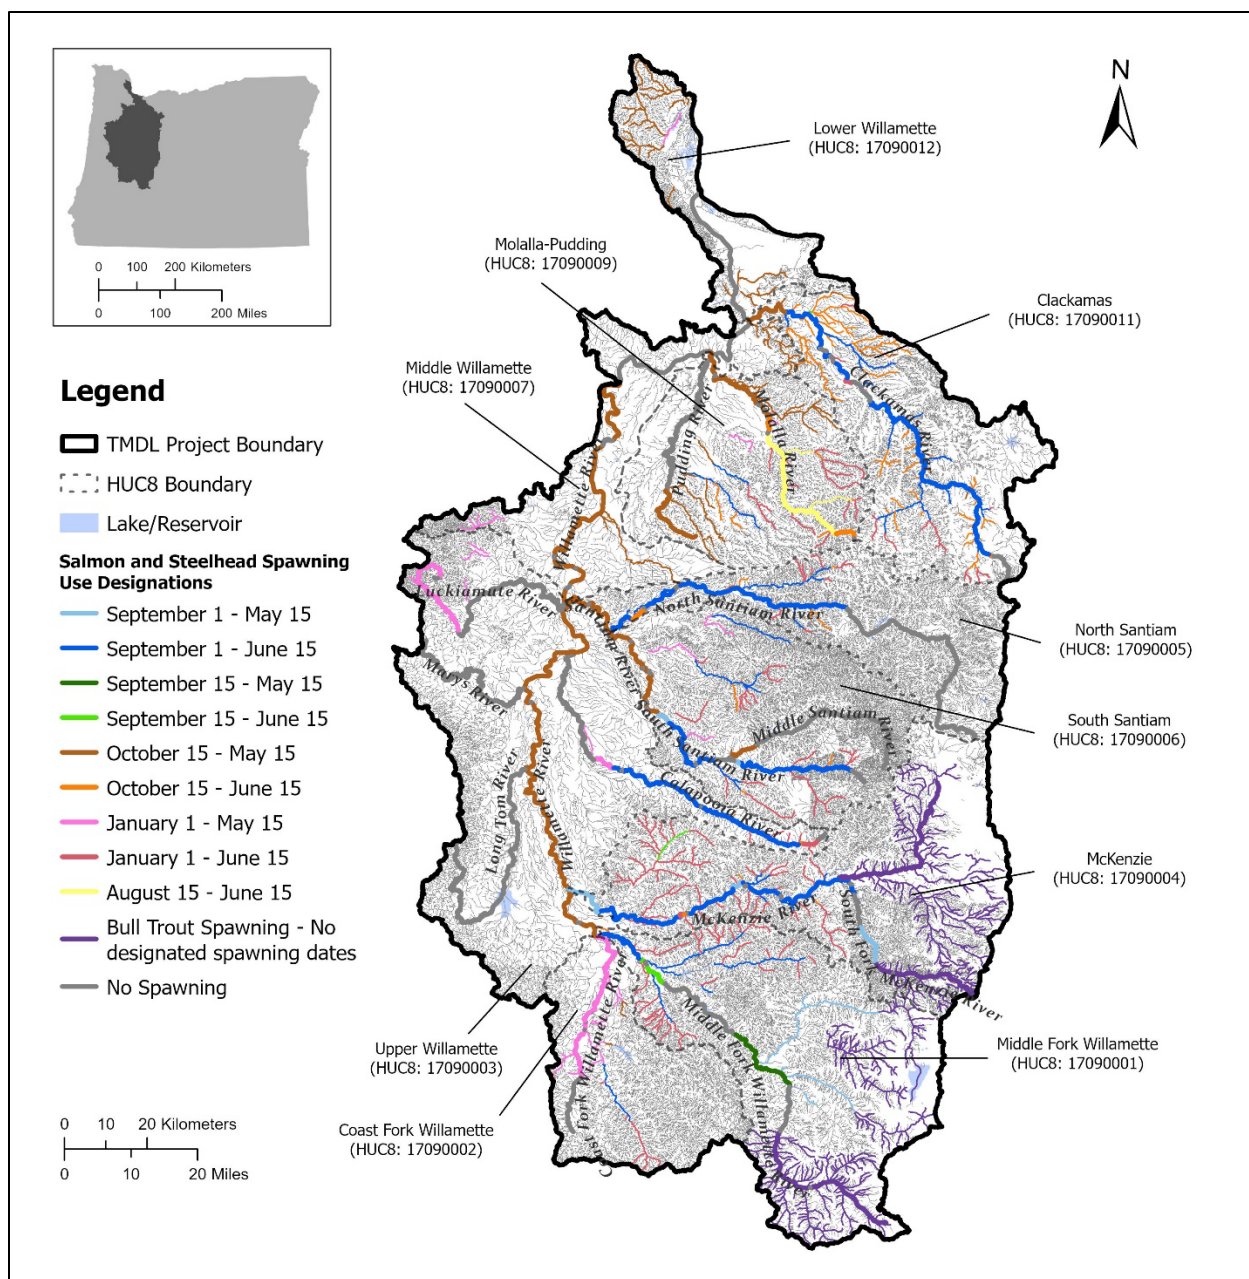 0 100 200 Kilometers
0 100 200 Miles
N
Lower Willamette
(HUC8: 17090012)
Molalla-Pudding
(HUC8: 17090009)
Clackamas
(HUC8: 17090011)
Middle Willamette
(HUC8: 17090007)
Legend
TMDL Project Boundary
HUC8 Boundary
Lake/Reservoir
Salmon and Steelhead Spawning
Use Designations
September 1 - May 15
September 1 - June 15
September 15 - May 15
September 15 - June 15
October 15 - May 15
October 15 - June 15
January 1 - May 15
January 1 - June 15
August 15 - June 15
Bull Trout Spawning - No
designated spawning dates
No Spawning
Clackamas River
Molalla River
Pudding River
Willamette River
Luckiamute River
North Santiam River
Santiam River
Marys River
South Santiam River
Middle Santiam River
Calapooia River
Long Tom River
Willamette River
McKenzie River
South Fork McKenzie River
Coast Fork Willamette River
Middle Fork Willamette River
North Santiam
(HUC8: 17090005)
South Santiam
(HUC8: 17090006)
McKenzie
(HUC8: 17090004)
Middle Fork Willamette
(HUC8: 17090001)
Upper Willamette
(HUC8: 17090003)
Coast Fork Willamette
(HUC8: 17090002)
0 10 20 Kilometers
0 10 20 Miles